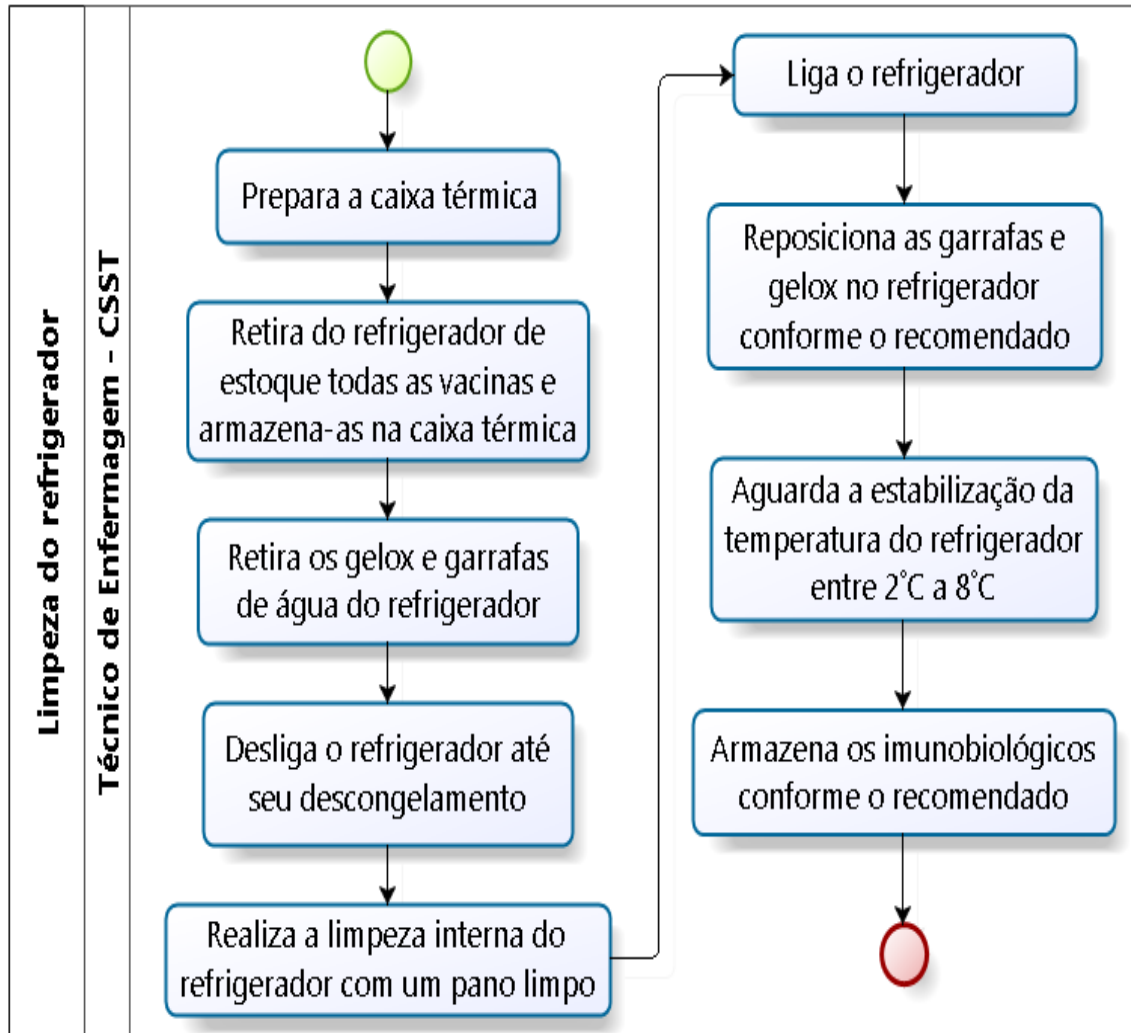 Limpeza do refrigerador
Técnico de Enfermagem - CSST
Prepara a caixa térmica
Retira do refrigerador de
estoque todas as vacinas e
armazena-as na caixa térmica
Retira os gelox e garrafas
de água do refrigerador
Desliga o refrigerador até
seu descongelamento
Realiza a limpeza interna do
refrigerador com um pano limpo
Liga o refrigerador
Reposiciona as garrafas e
gelox no refrigerador
conforme o recomendado
Aguarda a estabilização da
temperatura do refrigerador
entre 2°C a 8°C
Armazena os imunobiológicos
conforme o recomendado